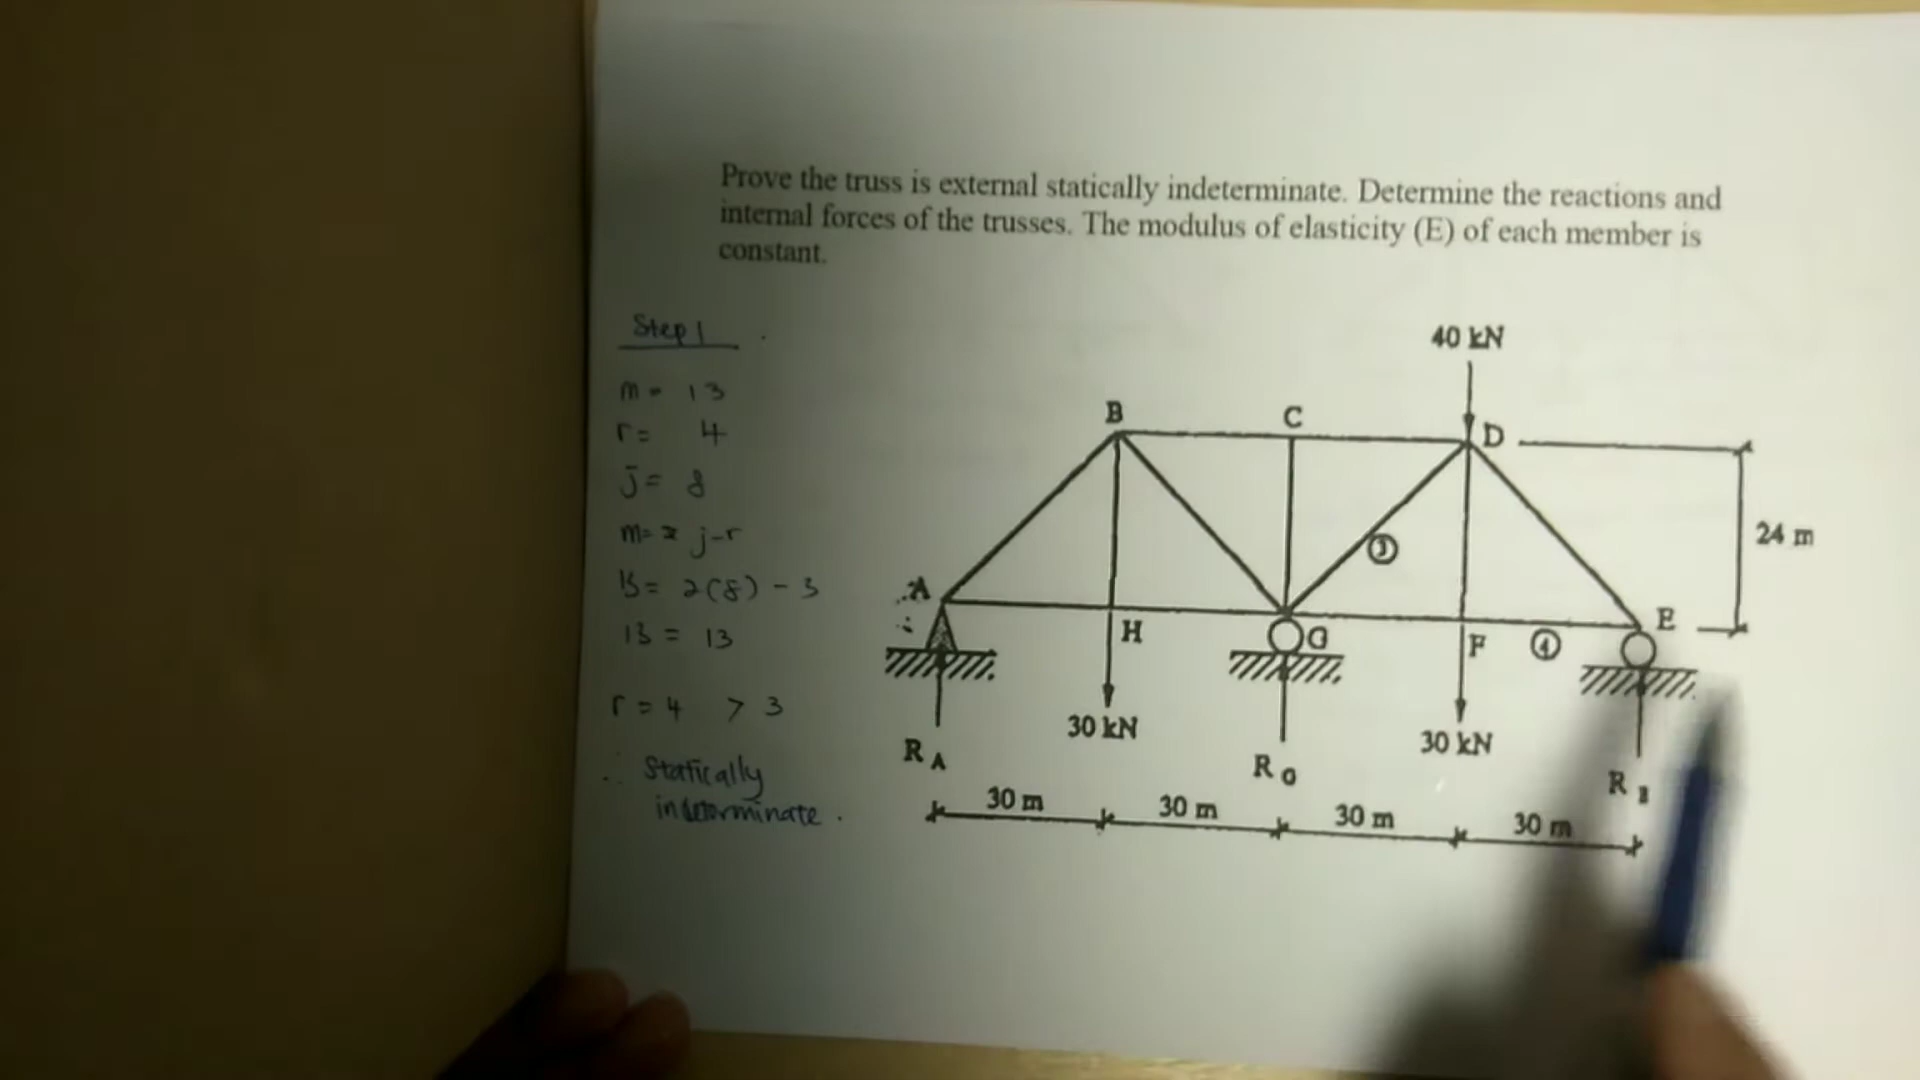 Prove the truss is external statically indeterminate. Determine the reactions and
internal forces of the trusses. The modulus of elasticity (E) of each member is
constant.
Step 1
m = 13
r = 4
j = 8
m = 2 j - r
13 = 2(8) - 3
13 = 13
r = 4 > 3
∴ Statically
indeterminate.
40 kN
B
C
D
24 m
3
A
H
G
F
4
E
30 kN
30 kN
R A
R G
R
30 m
30 m
30 m
30 m